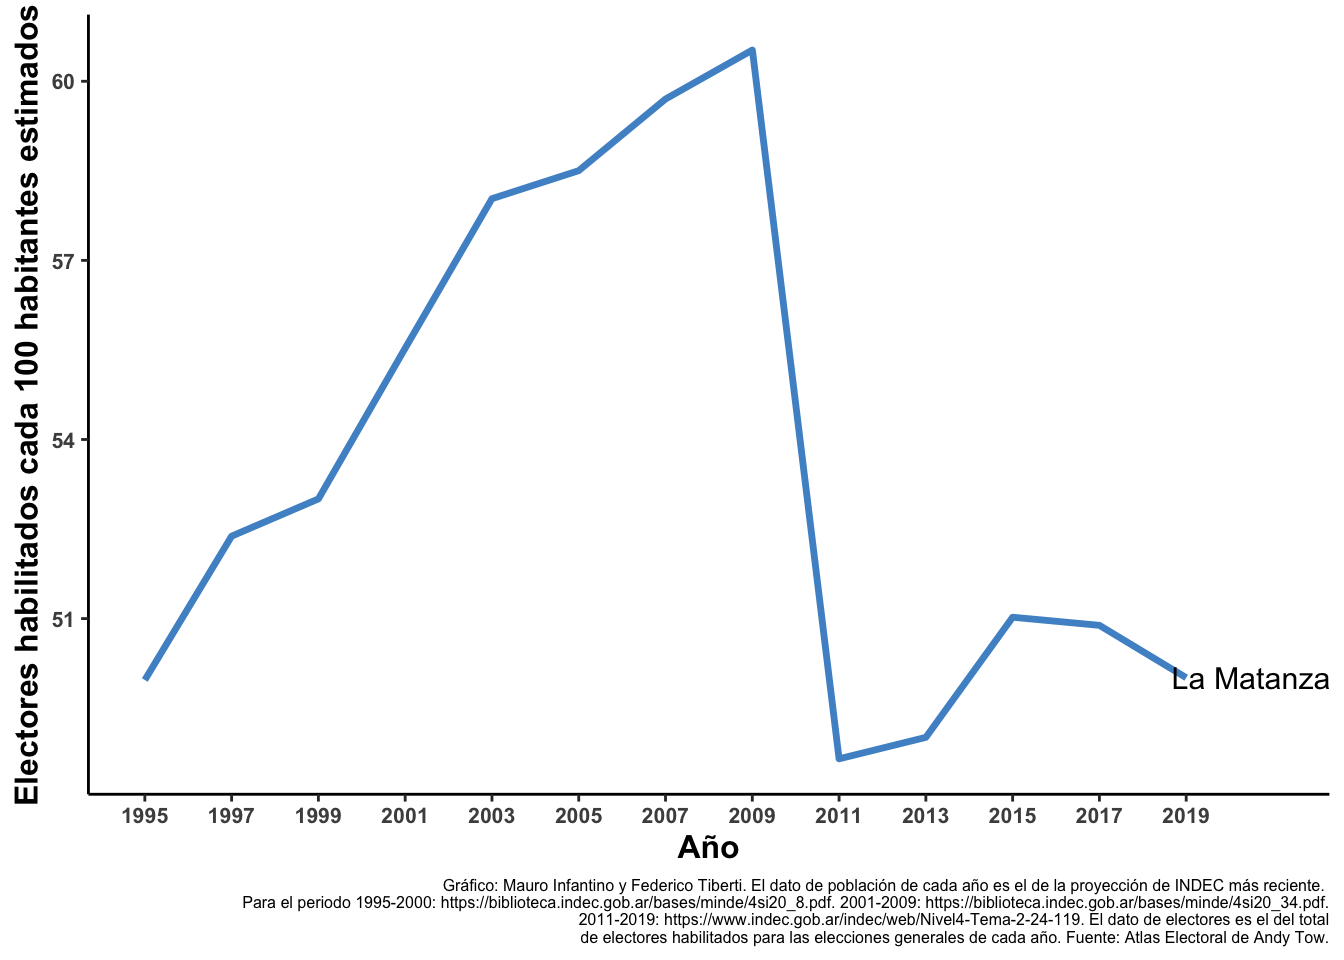 Electores habilitados cada 100 habitantes estimados
60
57
54
51
La Matanza
1995 1997 1999 2001 2003 2005 2007 2009 2011 2013 2015 2017 2019
Año
Gráfico: Mauro Infantino y Federico Tiberti. El dato de población de cada año es el de la proyección de INDEC más reciente.
Para el periodo 1995-2000: https://biblioteca.indec.gob.ar/bases/minde/4si20_8.pdf. 2001-2009: https://biblioteca.indec.gob.ar/bases/minde/4si20_34.pdf.
2011-2019: https://www.indec.gob.ar/indec/web/Nivel4-Tema-2-24-119. El dato de electores es el del total
de electores habilitados para las elecciones generales de cada año. Fuente: Atlas Electoral de Andy Tow.